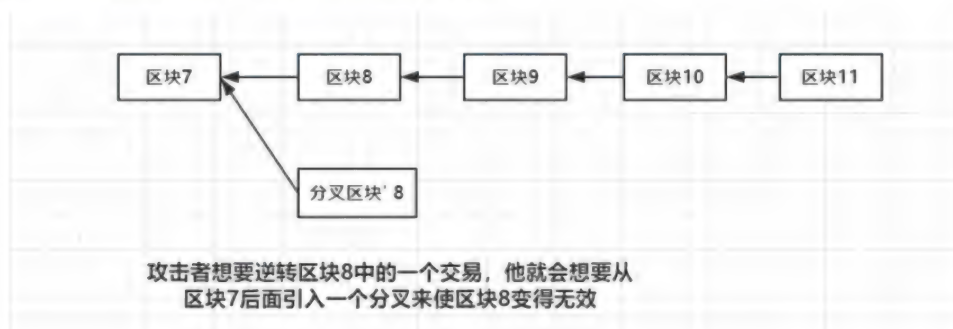 区块7
区块8
区块9
区块10
区块11
分叉区块' 8
攻击者想要逆转区块8中的一个交易，他就会想要从
区块7后面引入一个分叉来使区块8变得无效